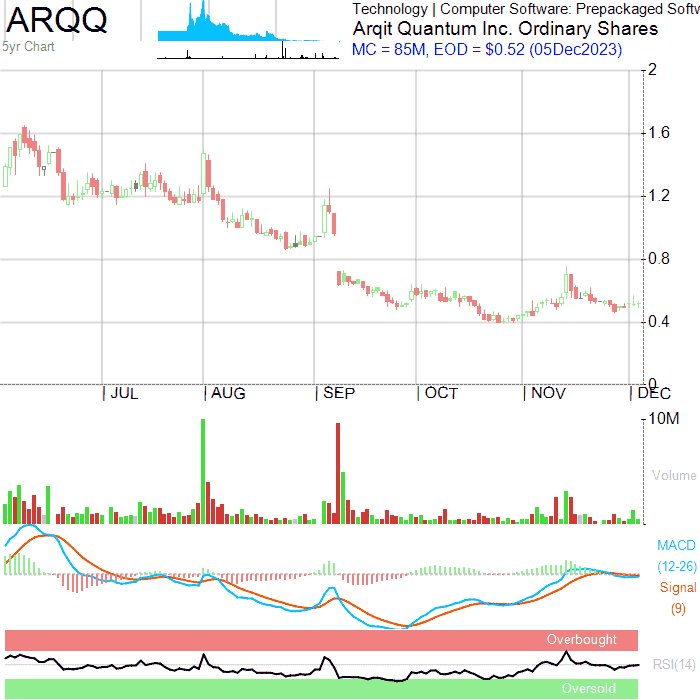 ARQQ
5yr Chart
Technology | Computer Software: Prepackaged Softw
Arqit Quantum Inc. Ordinary Shares
MC = 85M, EOD = $0.52 (05Dec2023)
2
1.6
1.2
0.8
0.4
0
JUL
AUG
SEP
OCT
NOV
DEC
10M
Volume
MACD
(12-26)
Signal
(9)
Overbought
RSI(14)
Oversold